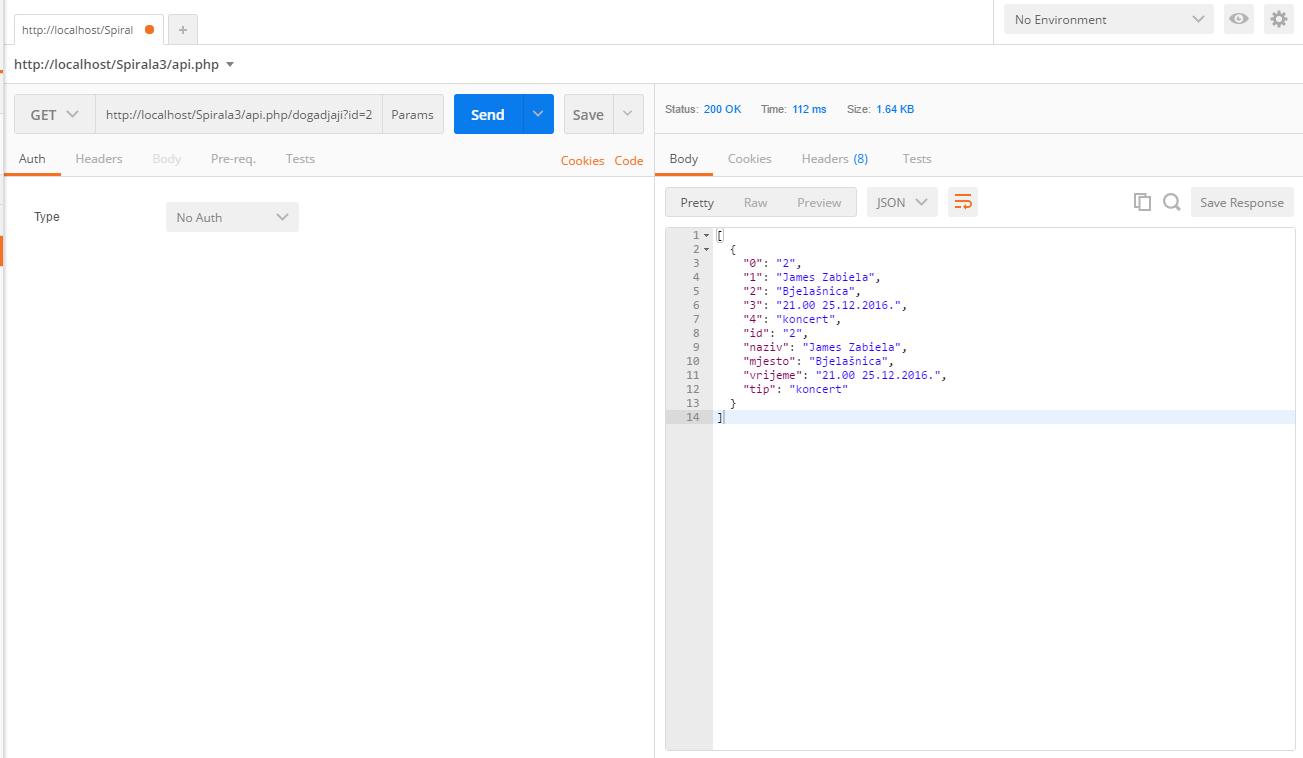 http://localhost/Spiral
+
No Environment
http://localhost/Spirala3/api.php
GET http://localhost/Spirala3/api.php/dogadjaji?id=2 Params Send Save
Auth Headers Body Pre-req. Tests Cookies Code
Type No Auth
Status: 200 OK Time: 112 ms Size: 1.64 KB
Body Cookies Headers (8) Tests
Pretty Raw Preview JSON Save Response
1 [
2 {
3 "0": "2",
4 "1": "James Zabiela",
5 "2": "Bjelašnica",
6 "3": "21.00 25.12.2016.",
7 "4": "koncert",
8 "id": "2",
9 "naziv": "James Zabiela",
10 "mjesto": "Bjelašnica",
11 "vrijeme": "21.00 25.12.2016.",
12 "tip": "koncert"
13 }
14 ]